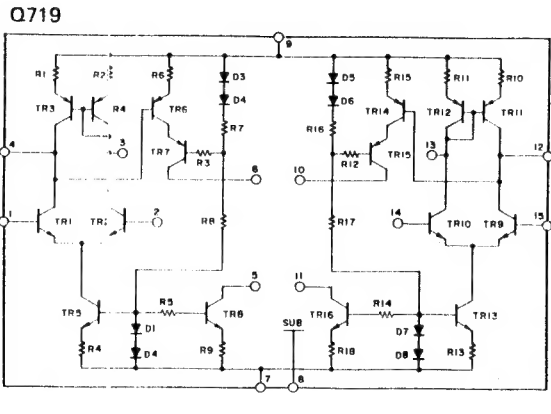 Q719
9
R1
R2
R6
D3
D5
R15
R11
R10
TR3
R4
TR6
D4
D6
TR14
TR12
TR11
R7
R16
4
3
TR7
R3
R12
TR15
13
12
6
10
1
TR1
TR2
2
R8
R17
14
TR10
TR9
15
5
11
TR5
R5
TR8
SUB
TR16
R14
TR13
D1
D7
R4
D4
R9
R18
D8
R13
7
8